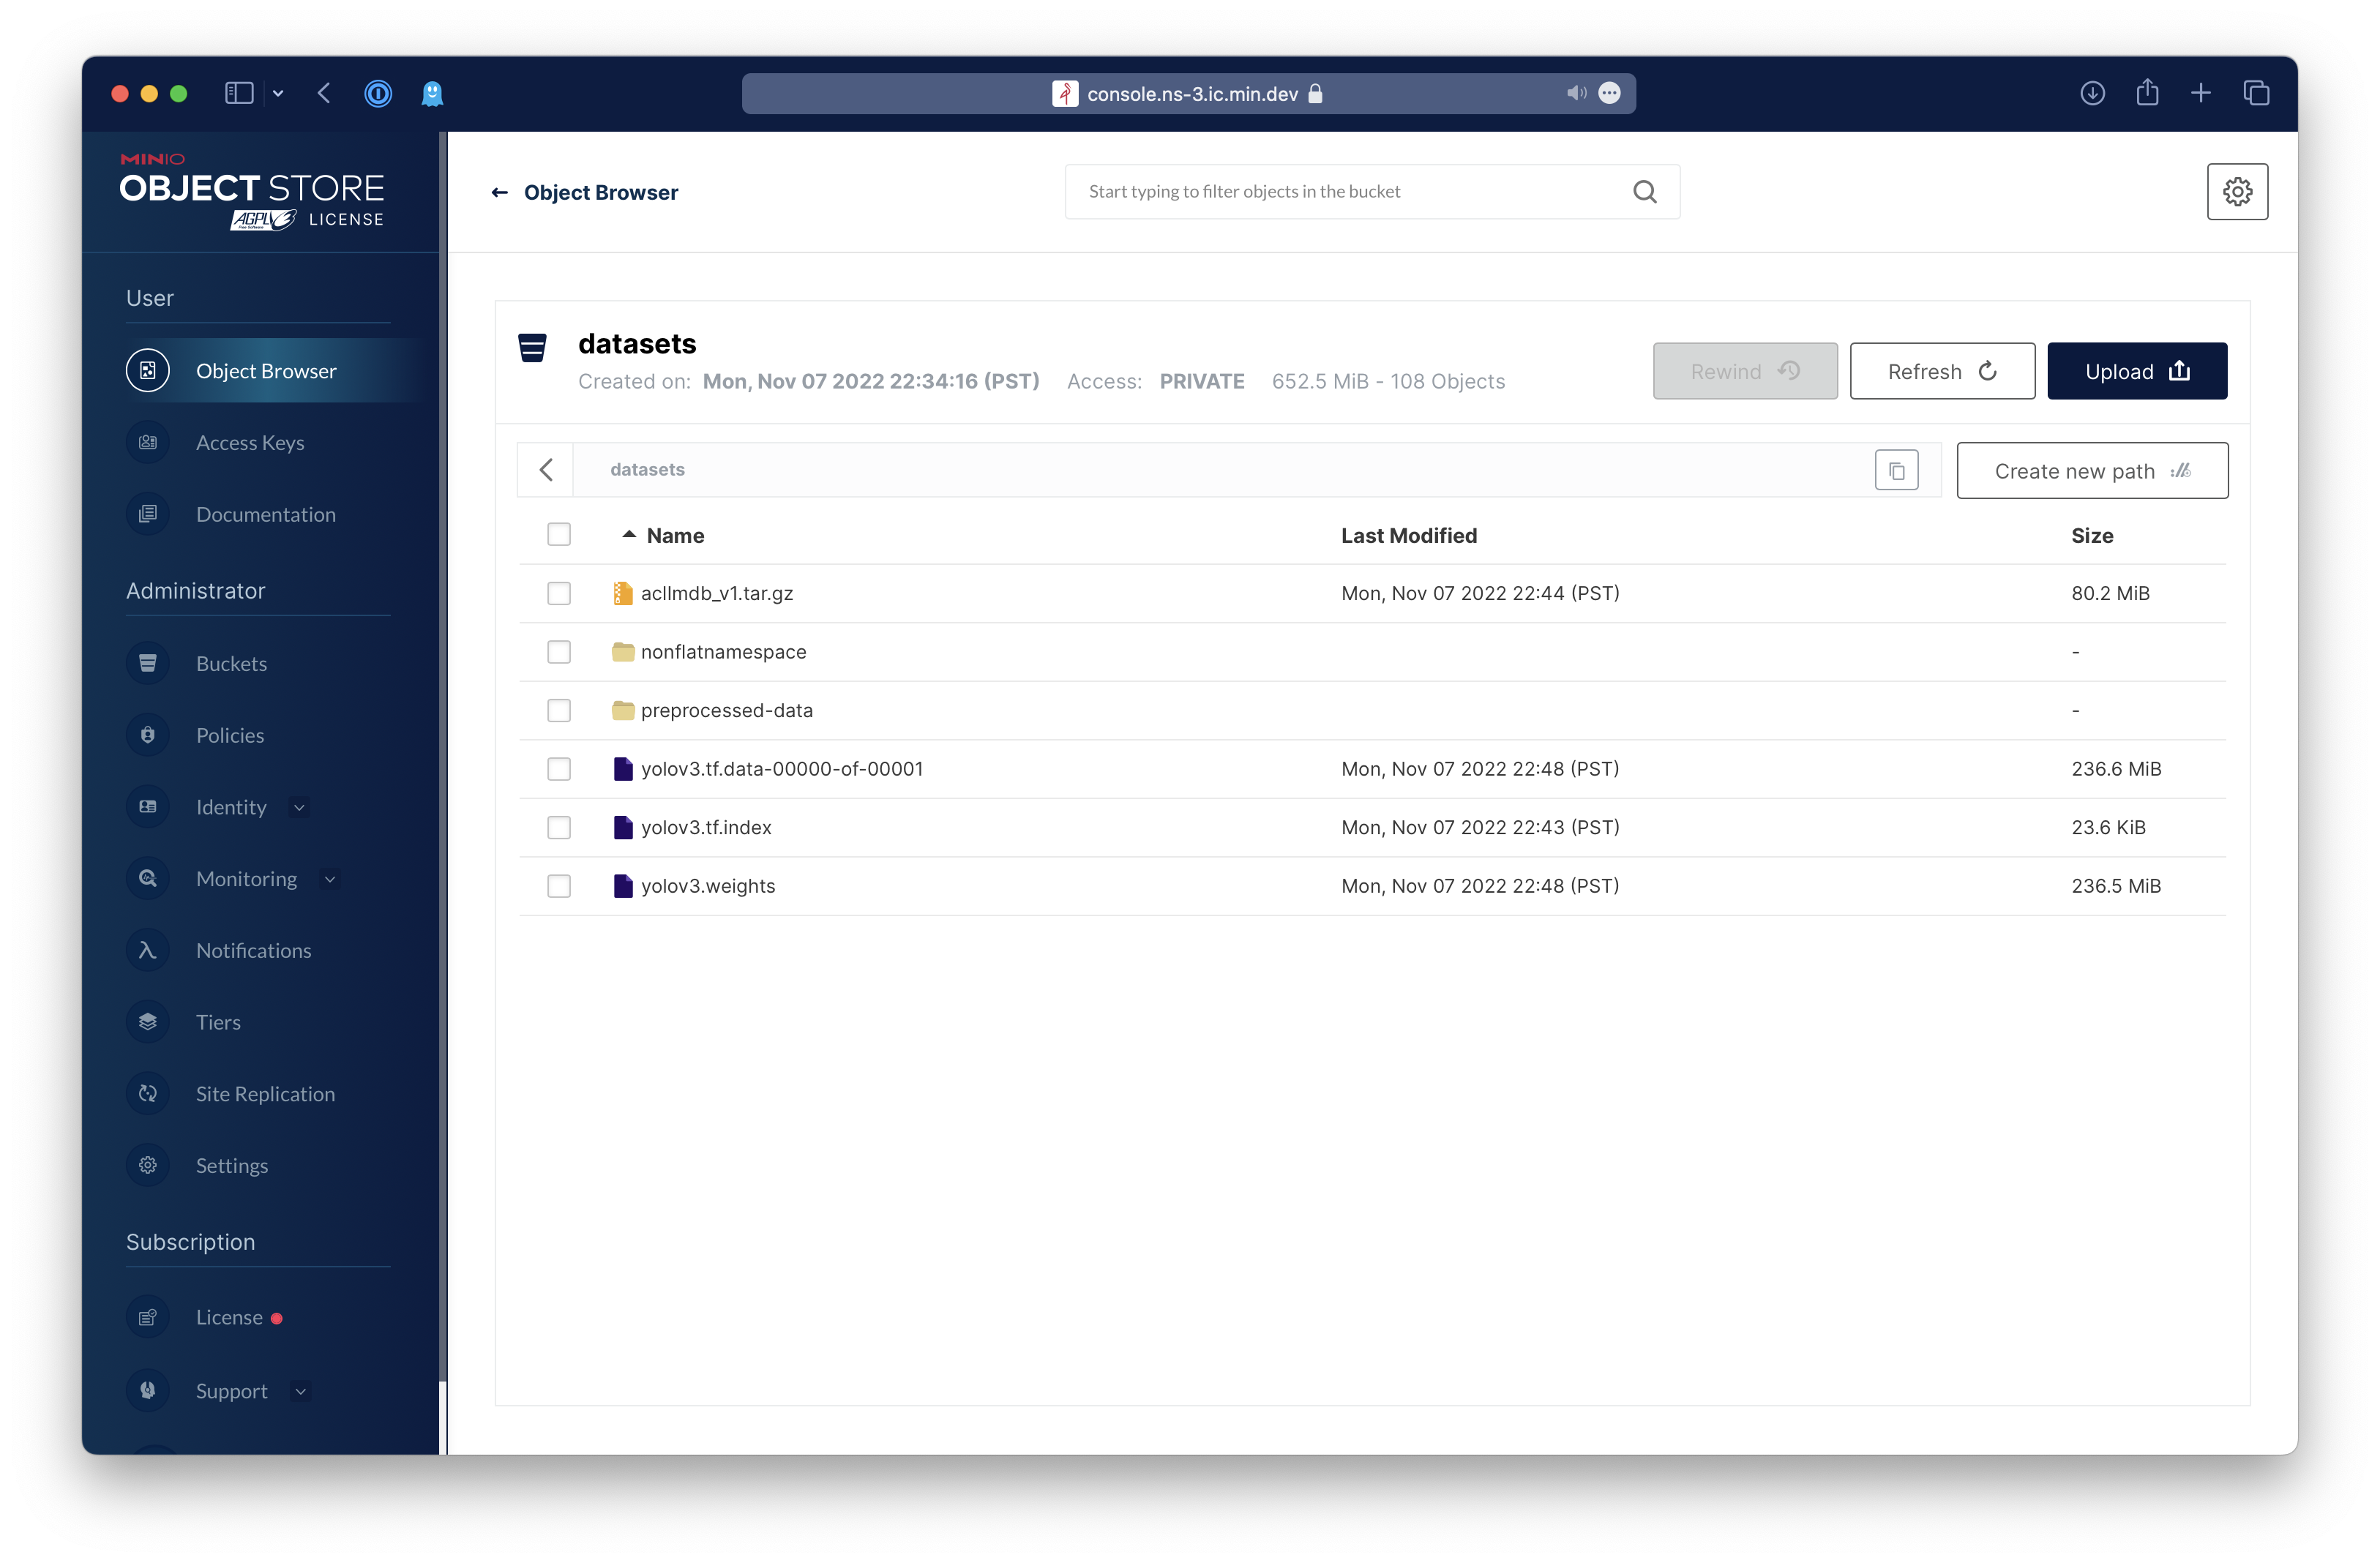 console.ns-3.ic.min.dev
MINIO
OBJECT STORE
AGPLv3 LICENSE
Free Software
Object Browser
Start typing to filter objects in the bucket
User
Object Browser
Access Keys
Documentation
Administrator
Buckets
Policies
Identity
Monitoring
Notifications
Tiers
Site Replication
Settings
Subscription
License
Support
datasets
Created on: Mon, Nov 07 2022 22:34:16 (PST) Access: PRIVATE 652.5 MiB - 108 Objects
Rewind Refresh Upload
datasets
Create new path
Name Last Modified Size
acllmdb_v1.tar.gz Mon, Nov 07 2022 22:44 (PST) 80.2 MiB
nonflatnamespace -
preprocessed-data -
yolov3.tf.data-00000-of-00001 Mon, Nov 07 2022 22:48 (PST) 236.6 MiB
yolov3.tf.index Mon, Nov 07 2022 22:43 (PST) 23.6 KiB
yolov3.weights Mon, Nov 07 2022 22:48 (PST) 236.5 MiB